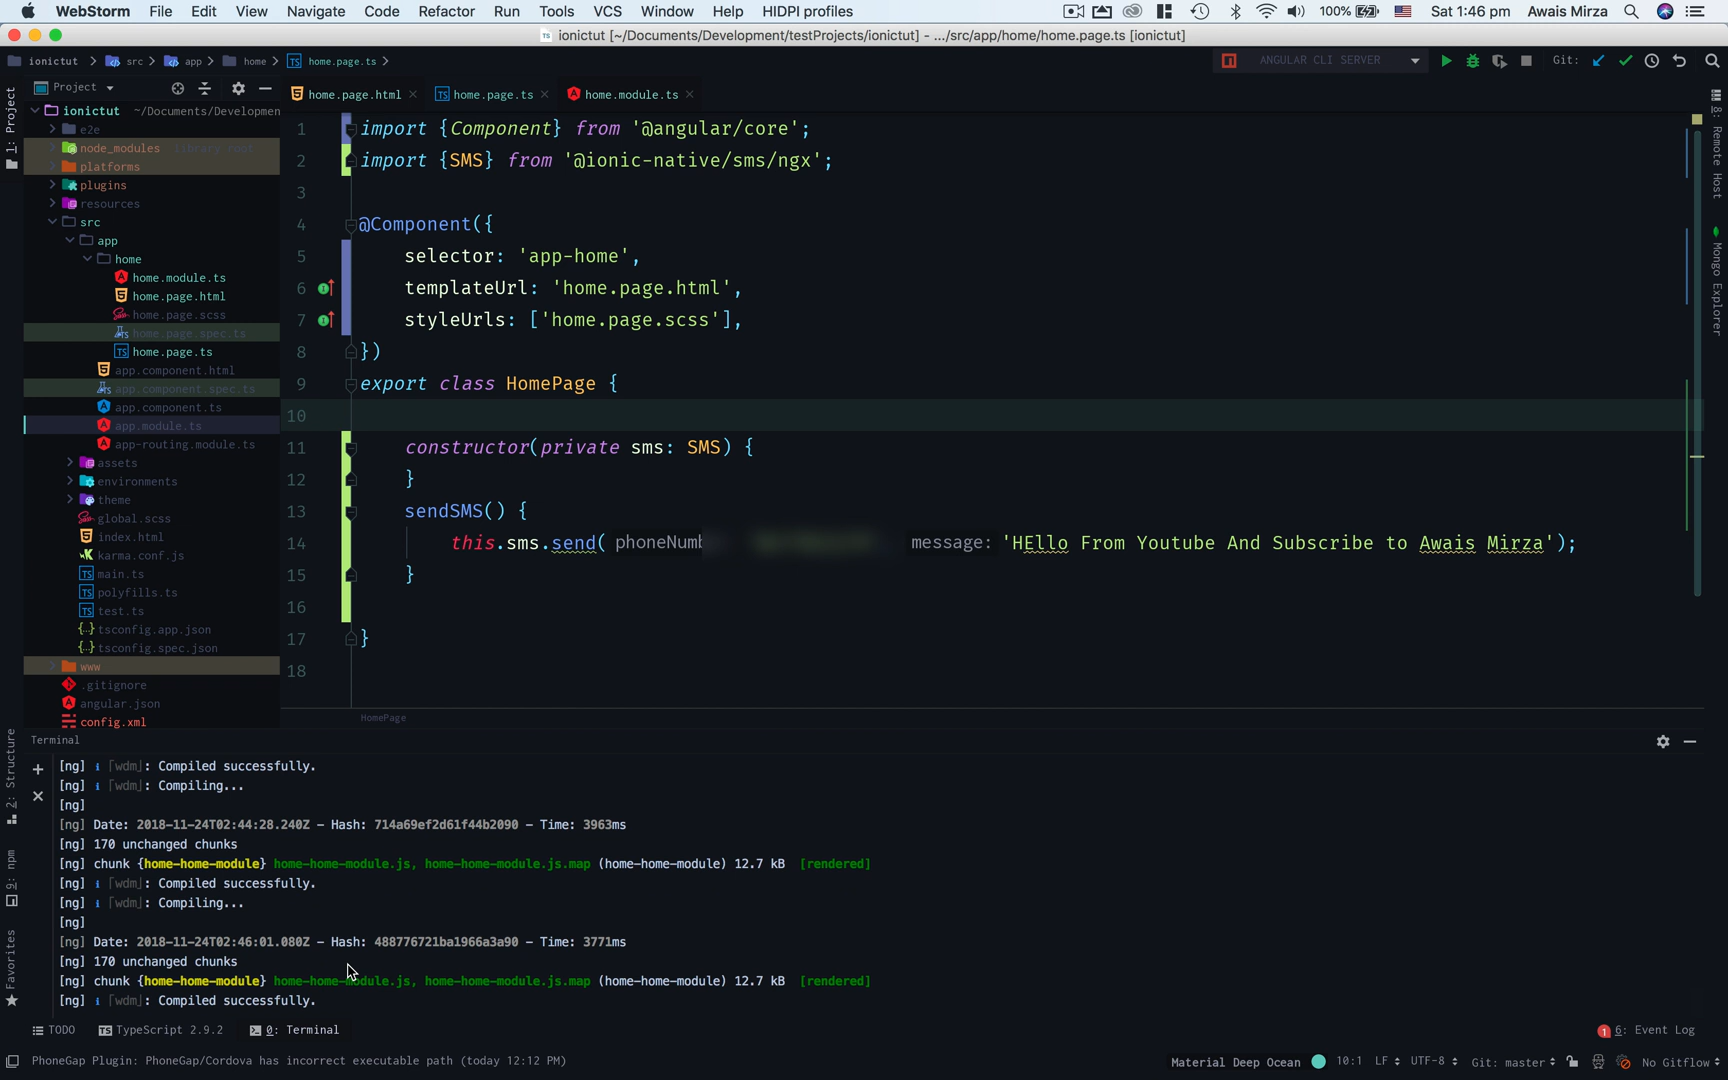 WebStorm File Edit View Navigate Code Refactor Run Tools VCS Window Help HIDPI profiles 100% Sat 1:46 pm Awais Mirza
ionictut [~/Documents/Development/testProjects/ionictut] - .../src/app/home/home.page.ts [ionictut]
ionictut src app home home.page.ts ANGULAR CLI SERVER Git:
Project
home.page.html home.page.ts home.module.ts
1: Project
2: Structure
9: npm
Favorites
8: Remote Host
Mongo Explorer
ionictut ~/Documents/Developmen
e2e
node_modules library root
platforms
plugins
resources
src
app
home
home.module.ts
home.page.html
home.page.scss
home.page.spec.ts
home.page.ts
app.component.html
app.component.spec.ts
app.component.ts
app.module.ts
app-routing.module.ts
assets
environments
theme
global.scss
index.html
karma.conf.js
main.ts
polyfills.ts
test.ts
tsconfig.app.json
tsconfig.spec.json
www
.gitignore
angular.json
config.xml
1 import {Component} from '@angular/core';
2 import {SMS} from '@ionic-native/sms/ngx';
3
4 @Component({
5 selector: 'app-home',
6 templateUrl: 'home.page.html',
7 styleUrls: ['home.page.scss'],
8 })
9 export class HomePage {
10
11 constructor(private sms: SMS) {
12 }
13 sendSMS() {
14 this.sms.send( phoneNumb message: 'HEllo From Youtube And Subscribe to Awais Mirza');
15 }
16
17 }
18
HomePage
Terminal
[ng] ℹ ｢wdm｣: Compiled successfully.
[ng] ℹ ｢wdm｣: Compiling...
[ng]
[ng] Date: 2018-11-24T02:44:28.240Z - Hash: 714a69ef2d61f44b2090 - Time: 3963ms
[ng] 170 unchanged chunks
[ng] chunk {home-home-module} home-home-module.js, home-home-module.js.map (home-home-module) 12.7 kB [rendered]
[ng] ℹ ｢wdm｣: Compiled successfully.
[ng] ℹ ｢wdm｣: Compiling...
[ng]
[ng] Date: 2018-11-24T02:46:01.080Z - Hash: 488776721ba1966a3a90 - Time: 3771ms
[ng] 170 unchanged chunks
[ng] chunk {home-home-module} home-home-module.js, home-home-module.js.map (home-home-module) 12.7 kB [rendered]
[ng] ℹ ｢wdm｣: Compiled successfully.
TODO TypeScript 2.9.2 0: Terminal 1 6: Event Log
PhoneGap Plugin: PhoneGap/Cordova has incorrect executable path (today 12:12 PM) Material Deep Ocean 10:1 LF UTF-8 Git: master No Gitflow